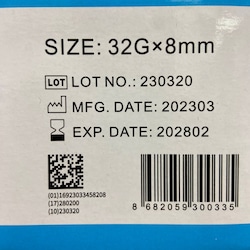 SIZE: 32G×8mm
LOT LOT NO.: 230320
MFG. DATE: 202303
EXP. DATE: 202802
(01)16923033458208
(17)280200
(10)230320
8 682059 300335